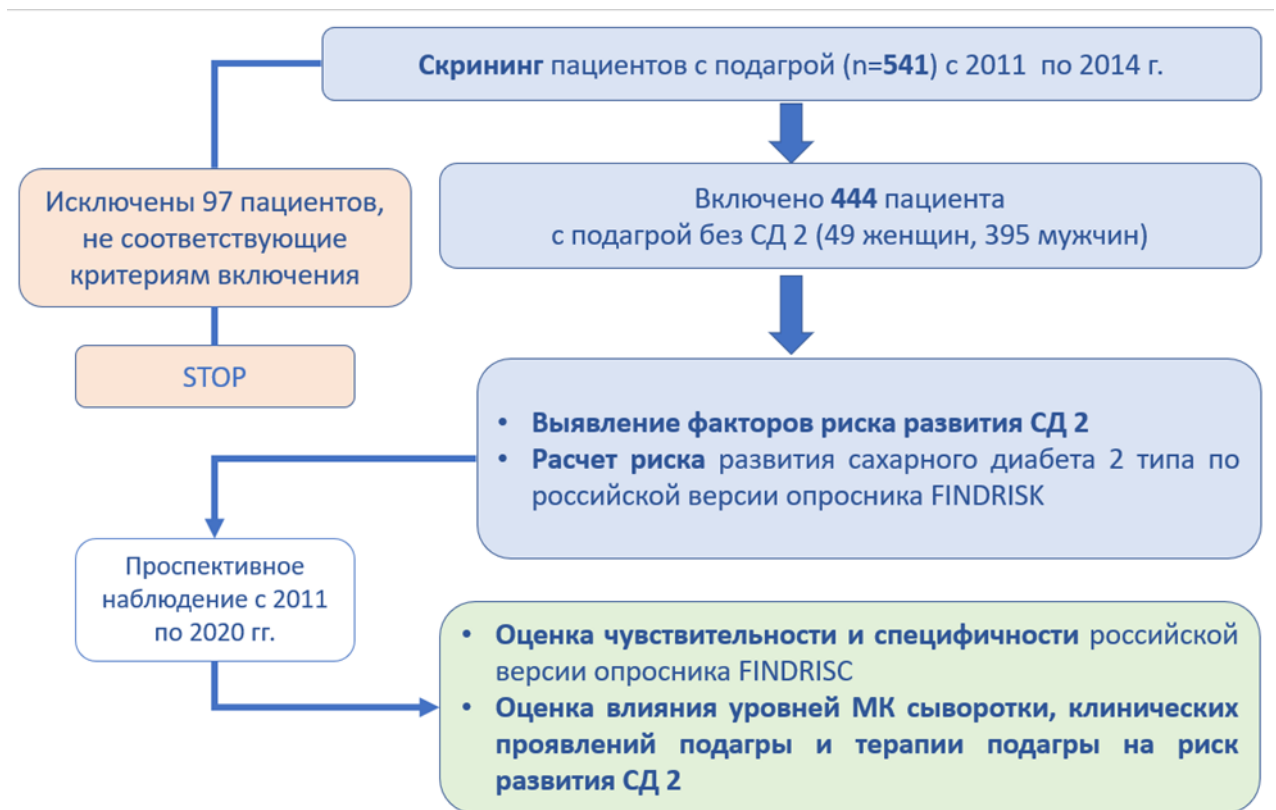 Скрининг пациентов с подагрой (n=541) с 2011 по 2014 г.
Исключены 97 пациентов,
не соответствующие
критериям включения
STOP
Включено 444 пациента
с подагрой без СД 2 (49 женщин, 395 мужчин)
• Выявление факторов риска развития СД 2
• Расчет риска развития сахарного диабета 2 типа по
российской версии опросника FINDRISK
Проспективное
наблюдение с 2011
по 2020 гг.
• Оценка чувствительности и специфичности российской
версии опросника FINDRISC
• Оценка влияния уровней МК сыворотки, клинических
проявлений подагры и терапии подагры на риск
развития СД 2